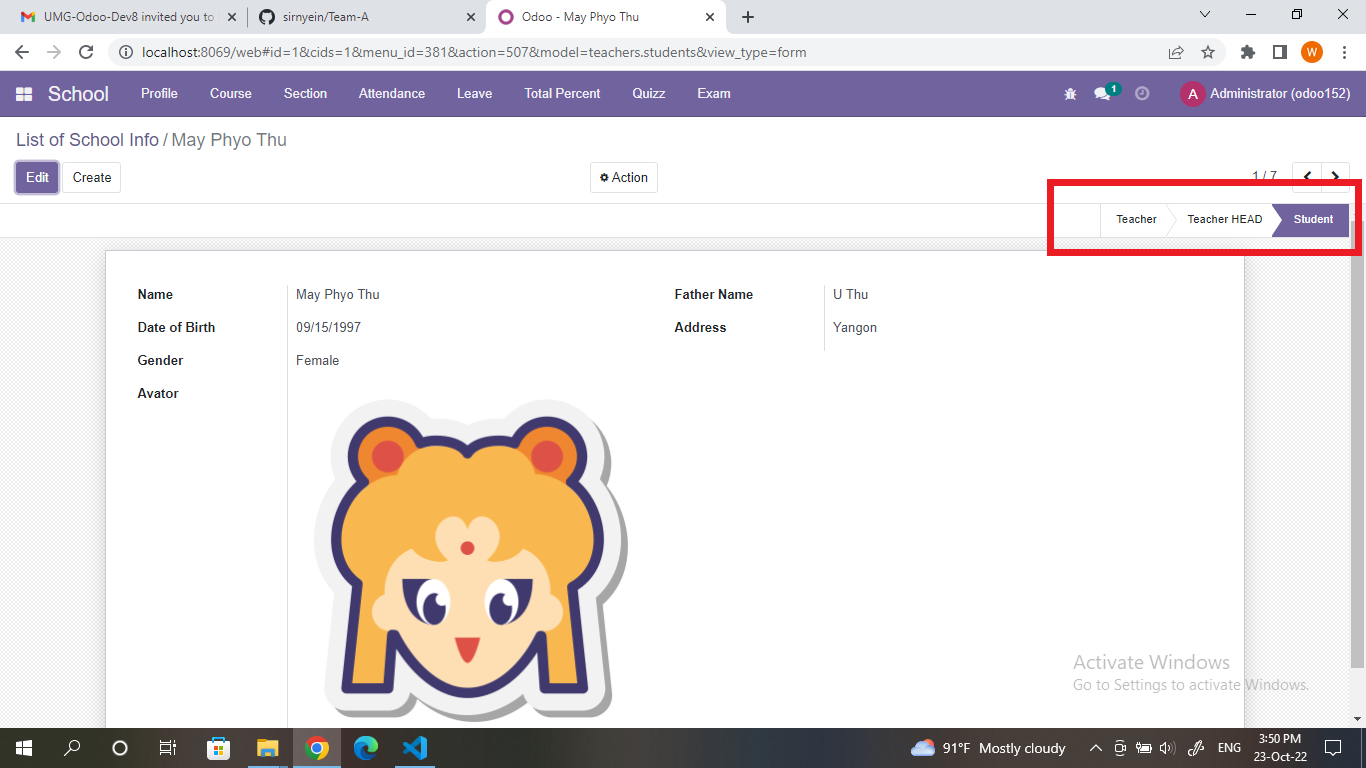 UMG-Odoo-Dev8 invited you to
sirnyein/Team-A
Odoo - May Phyo Thu
localhost:8069/web#id=1&cids=1&menu_id=381&action=507&model=teachers.students&view_type=form
W
School Profile Course Section Attendance Leave Total Percent Quizz Exam
1
A Administrator (odoo152)
List of School Info / May Phyo Thu
Edit Create Action 1 / 7
Teacher Teacher HEAD Student
Name May Phyo Thu Father Name U Thu
Date of Birth 09/15/1997 Address Yangon
Gender Female
Avator
Activate Windows
Go to Settings to activate Windows.
91°F Mostly cloudy ENG 3:50 PM
23-Oct-22